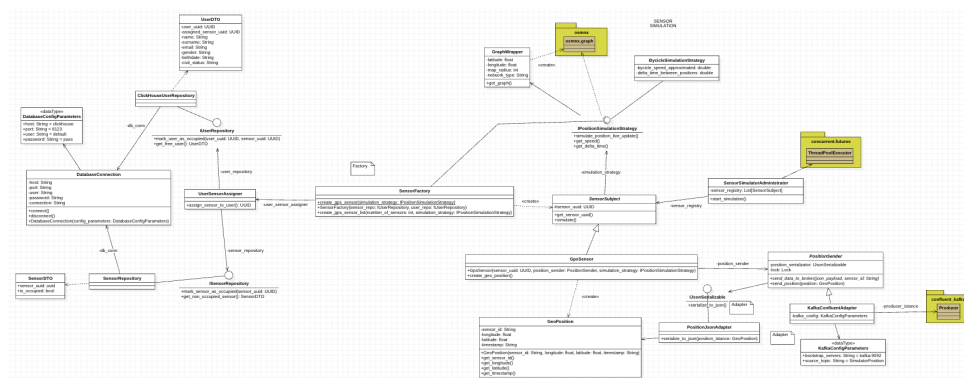 SENSOR
SIMULATION
UserDTO
-user_uuid: UUID
-assigned_sensor_uuid: UUID
-name: String
-surname: String
-email: String
-gender: String
-birthdate: String
-civil_status: String
ClickHouseUserRepository
«dataType»
DatabaseConfigParameters
+host: String = clickhouse
+port: String = 8123
+user: String = default
+password: String = pass
-db_conn
IUserRepository
+mark_user_as_occupied(user_uuid: UUID, sensor_uuid: UUID)
+get_free_user(): UserDTO
-user_repository
DatabaseConnection
-host: String
-port: String
-user: String
-password: String
-connection: String
+connect()
+disconnect()
+DatabaseConnection(config_parameters: DatabaseConfigParameters)
UserSensorAssigner
+assign_sensor_to_user(): UUID
-user_sensor_assigner
-sensor_repository
-db_conn
SensorDTO
+sensor_uuid: uuid
+is_occupied: bool
SensorRepository
ISensorRepository
+mark_sensor_as_occupied(sensor_uuid: UUID)
+get_non_occupied_sensor(): SensorDTO
Factory
SensorFactory
+create_gps_sensor(simulation_strategy: IPositionSimulationStrategy)
+SensorFactory(sensor_repo: ISensorRepository, user_repo: IUserRepository)
+create_gps_sensor_list(number_of_sensors: int, simulation_strategy: IPositionSimulationStrategy)
«create»
GraphWrapper
-latitude: float
-longitude: float
-map_radius: int
-network_type: String
+get_graph()
«create»
osmnx
osmnx.graph
BycicleSimulationStrategy
-bycicle_speed_approximated: double
-delta_time_between_positions: double
IPositionSimulationStrategy
+simulate_position_live_update()
+get_speed()
+get_delta_time()
-simulation_strategy
SensorSubject
-sensor_uuid: UUID
+get_sensor_uuid()
+simulate()
-sensor_registry
SensorSimulatorAdministrator
-sensor_registry: List[SensorSubject]
+start_simulation()
concurrent.futures
ThreadPoolExecutor
GpsSensor
+GpsSensor(sensor_uuid: UUID, position_sender: PositionSender, simulation_strategy: IPositionSimulationStrategy)
+create_gps_position()
-position_sender
PositionSender
-position_serializator: IJsonSerializable
-lock: Lock
+send_data_to_broker(json_payload, sensor_id: String)
+send_position(position: GeoPosition)
«create»
IJsonSerializable
+serialize_to_json()
Adapter
KafkaConfluentAdapter
-kafka_config: KafkaConfigParameters
-producer_istance
confluent_kafka
Producer
GeoPosition
-sensor_id: String
-longitude: float
-latitude: float
-timestamp: String
+GeoPosition(sensor_id: String, longitude: float, latitude: float, timestamp: String)
+get_sensor_id()
+get_longitude()
+get_latitude()
+get_timestamp()
PositionJsonAdapter
+serialize_to_json(position_istance: GeoPosition)
Adapter
«dataType»
KafkaConfigParameters
+bootstrap_servers: String = kafka:9092
+source_topic: String = SimulatorPosition